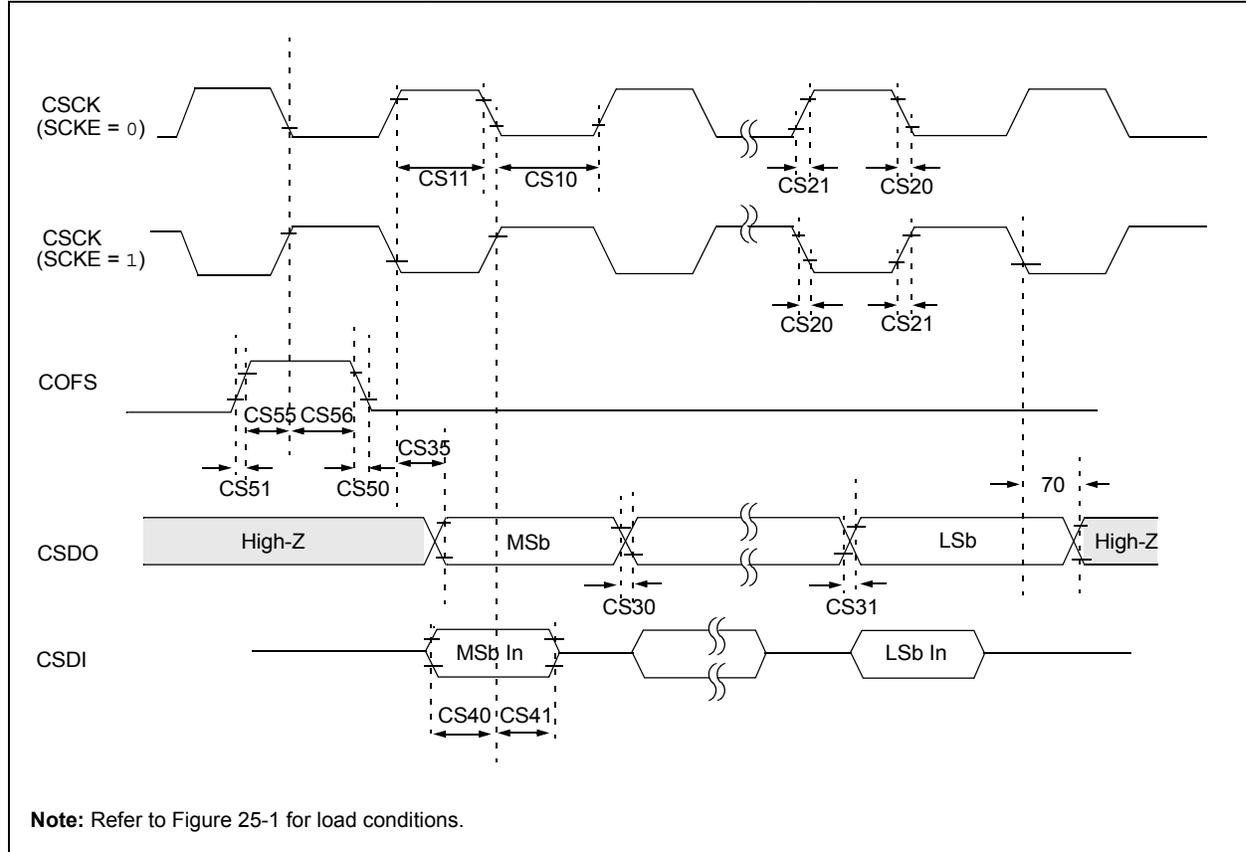 CSCK
(SCKE = 0)
CS11
CS10
CS21
CS20
CSCK
(SCKE = 1)
CS20
CS21
COFS
CS55
CS56
CS35
CS51
CS50
70
CSDO
High-Z
MSb
LSb
High-Z
CS30
CS31
CSDI
MSb In
LSb In
CS40
CS41
Note: Refer to Figure 25-1 for load conditions.